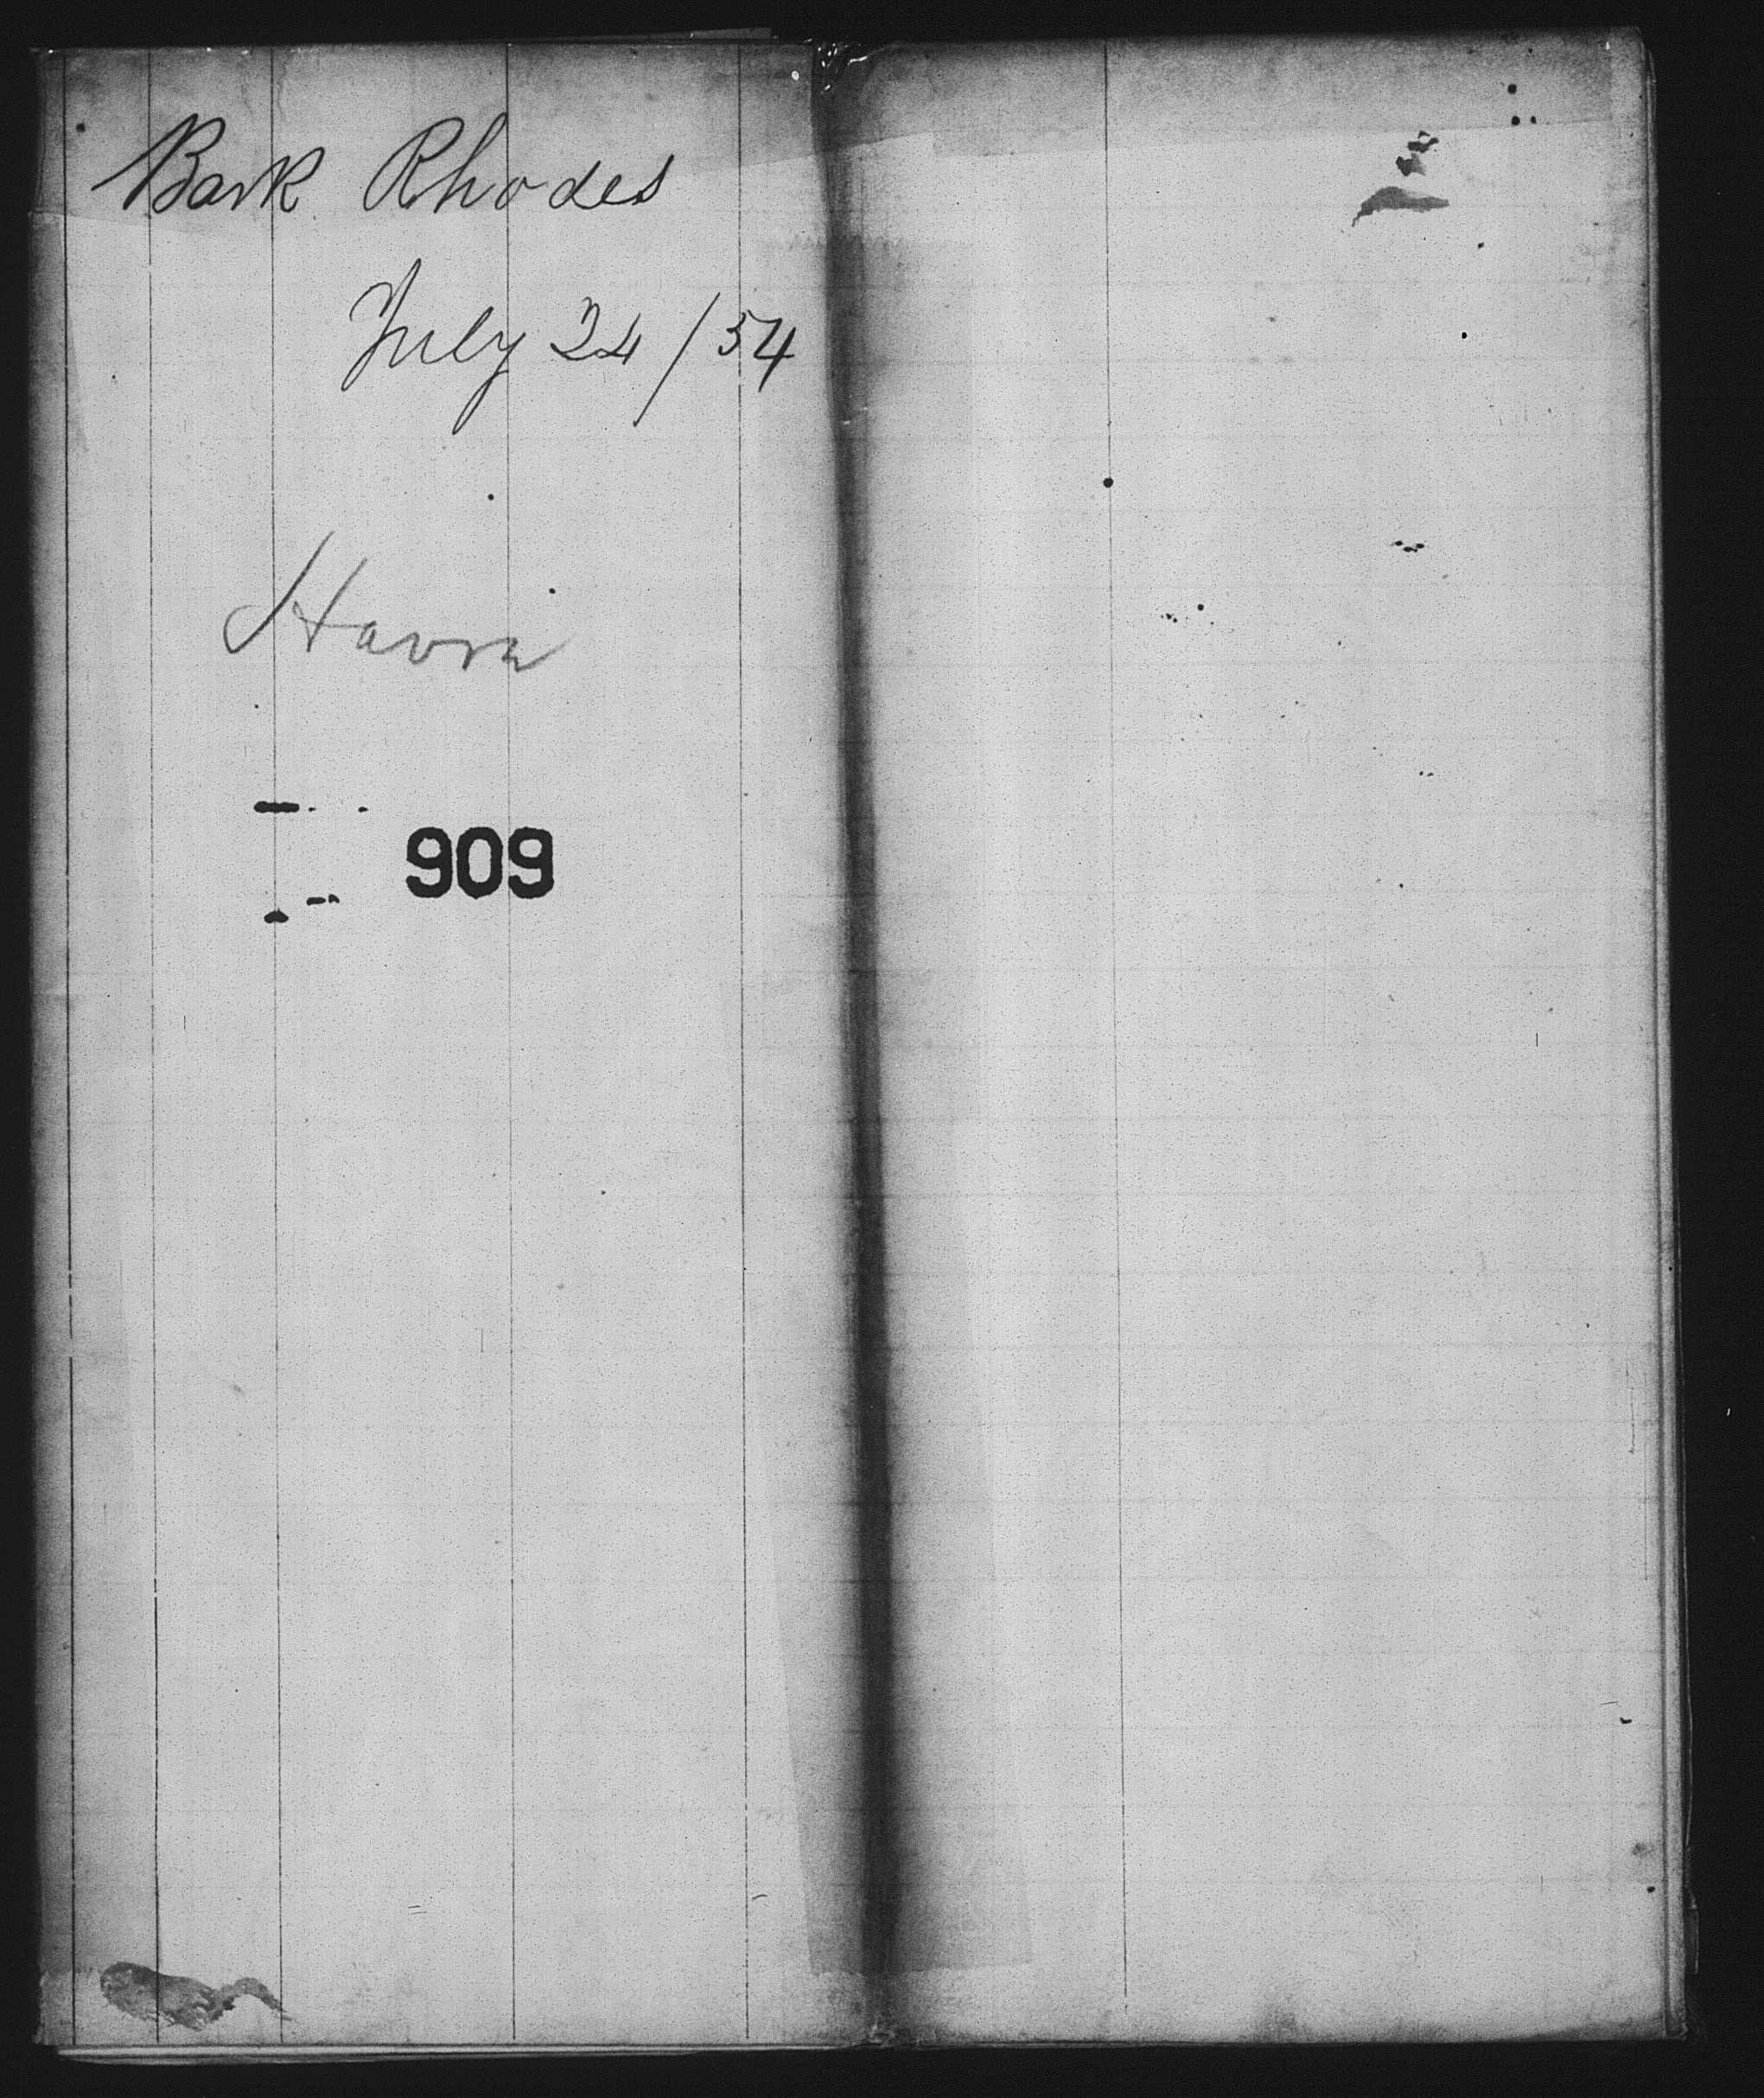 Bark Rhodes
July 24/54
Havre
909